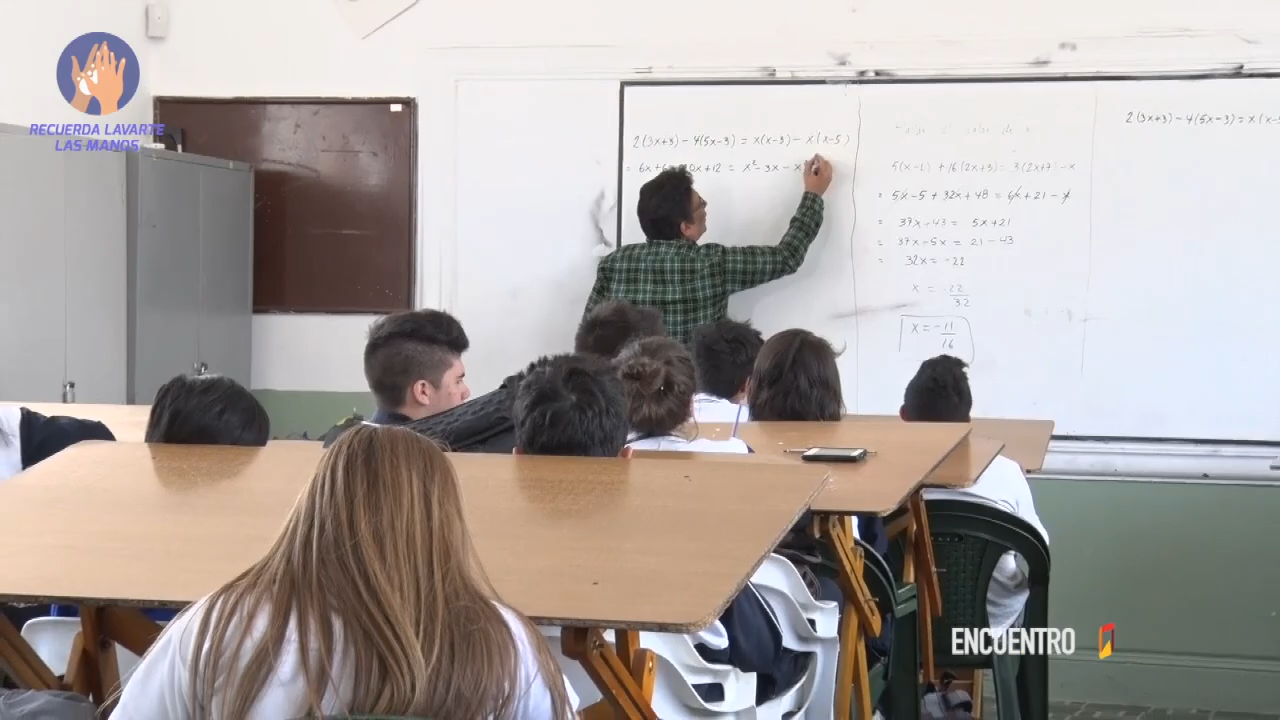 RECUERDA LAVARTE
LAS MANOS
2(3x+3) - 4(5x-3) = x(x-3) - x(x-5)
= 6x+6 20x+12 = x² - 3x - x
5(x-1) + 16(2x+3) = 3(2x+7) - x
= 5x - 5 + 32x + 48 = 6x + 21 - x
= 37x + 43 = 5x + 21
= 37x - 5x = 21 - 43
= 32x = -22
x = -22/32
x = -11/16
2(3x+3) - 4(5x-3) = x(x-5
ENCUENTRO